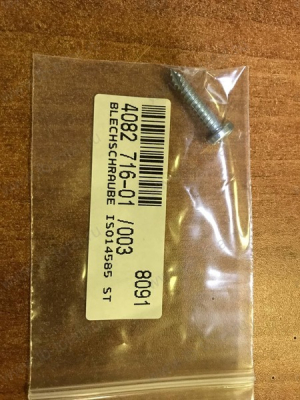 4082 716-01 /003 8091
BLECHSCHRAUBE ISO14585 ST